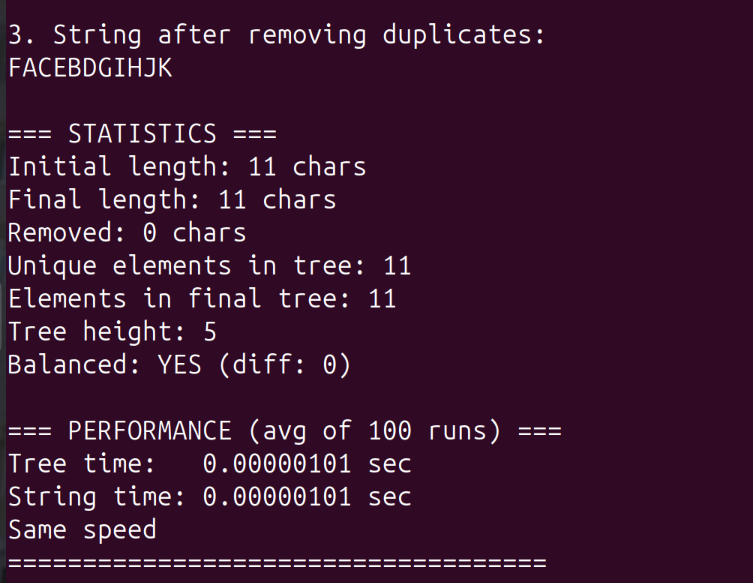 3. String after removing duplicates:
FACEBDGIHJK
=== STATISTICS ===
Initial length: 11 chars
Final length: 11 chars
Removed: 0 chars
Unique elements in tree: 11
Elements in final tree: 11
Tree height: 5
Balanced: YES (diff: 0)
=== PERFORMANCE (avg of 100 runs) ===
Tree time:   0.00000101 sec
String time: 0.00000101 sec
Same speed
====================================